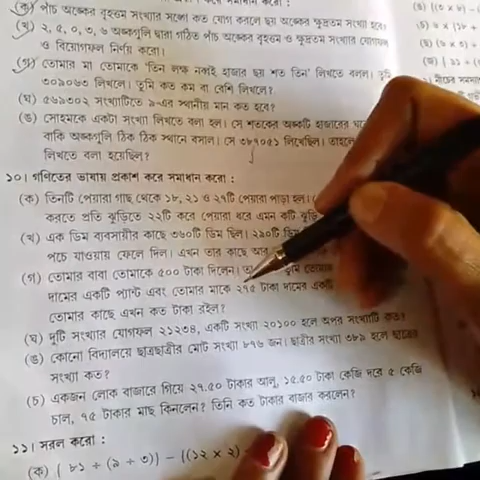 (ক) পাঁচ অঙ্কের বৃহত্তম সংখ্যার সঙ্গে কত যোগ করলে ছয় অঙ্কের ক্ষুদ্রতম সংখ্যা হবে।
(খ) ২, ৫, ০, ৩, ৬ অঙ্কগুলি দ্বারা গঠিত পাঁচ অঙ্কের বৃহত্তম ও ক্ষুদ্রতম সংখ্যার যোগফল
ও বিয়োগফল নির্ণয় করো।
(গ) তোমার মা তোমাকে 'তিন লক্ষ নব্বই হাজার ছয় শত তিন' লিখতে বলল। তুমি
৩০৯০৬৩ লিখলে। তুমি কত কম বা বেশি লিখলে?
(ঘ) ৫৬৯৩০২ সংখ্যাটিতে ৯-এর স্থানীয় মান কত হবে?
(ঙ) সোহমকে একটা সংখ্যা লিখতে বলা হল। সে শতকের অঙ্কটি হাজারের ঘরে
বাকি অঙ্কগুলি ঠিক ঠিক স্থানে বসাল। সে ৩৮৭০৫১ লিখেছিল। তাহলে
লিখতে বলা হয়েছিল?
১০। গণিতের ভাষায় প্রকাশ করে সমাধান করো :
(ক) তিনটি পেয়ারা গাছ থেকে ১৮, ২১ ও ২৭টি পেয়ারা পাড়া হল।
করতে প্রতি ঝুড়িতে ২২টি করে পেয়ারা ধরে এমন কটি ঝুড়ি
(খ) এক ডিম ব্যবসায়ীর কাছে ৩৬০টি ডিম ছিল। ২৯০টি ডিম
পচে যাওয়ায় ফেলে দিল। এখন তার কাছে আর
(গ) তোমার বাবা তোমাকে ৫০০ টাকা দিলেন। তুমি তোমার
দামের একটি প্যান্ট এবং তোমার মাকে ২৭৫ টাকা দামের একটি
তোমার কাছে এখন কত টাকা রইল?
(ঘ) দুটি সংখ্যার যোগফল ২১২৩৪, একটি সংখ্যা ২০১০০ হলে অপর সংখ্যাটি কত?
(ঙ) কোনো বিদ্যালয়ে ছাত্রছাত্রীর মোট সংখ্যা ৮৭৬ জন। ছাত্রীর সংখ্যা ৩৮৯ হলে ছাত্রের
সংখ্যা কত?
(চ) একজন লোক বাজারে গিয়ে ২৭.৫০ টাকার আলু, ১৫.৫০ টাকা কেজি দরে ৫ কেজি
চাল, ৭৫ টাকার মাছ কিনলেন? তিনি কত টাকার বাজার করলেন?
১১। সরল করো :
(ক) { ৮১ ÷ (৯ ÷ ৩)} − {(১২ × ২)